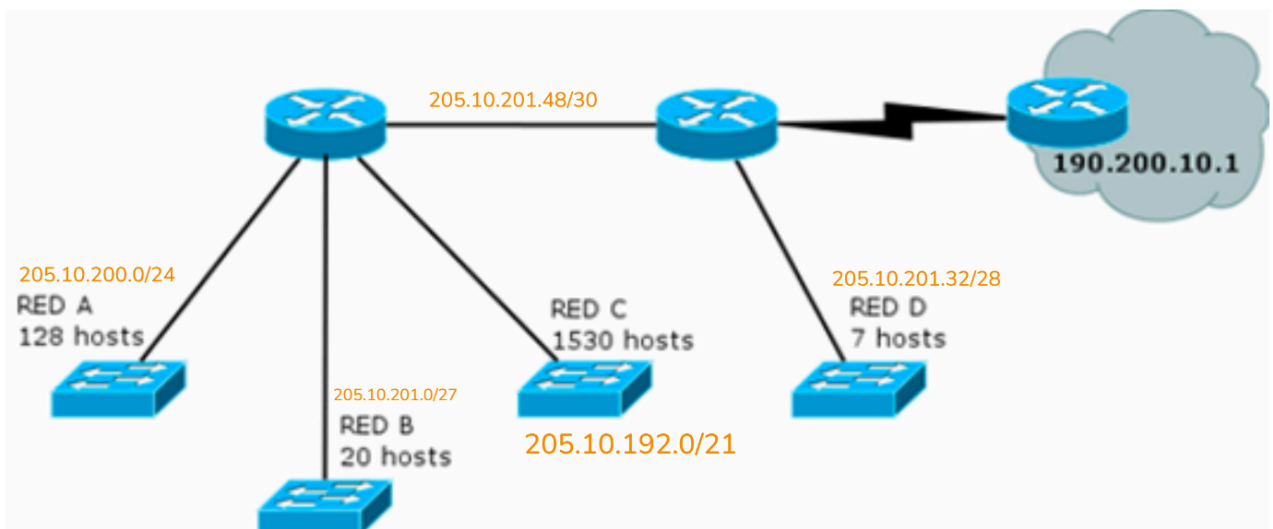 205.10.201.48/30
190.200.10.1
205.10.200.0/24
RED A
128 hosts
205.10.201.0/27
RED B
20 hosts
RED C
1530 hosts
205.10.192.0/21
205.10.201.32/28
RED D
7 hosts